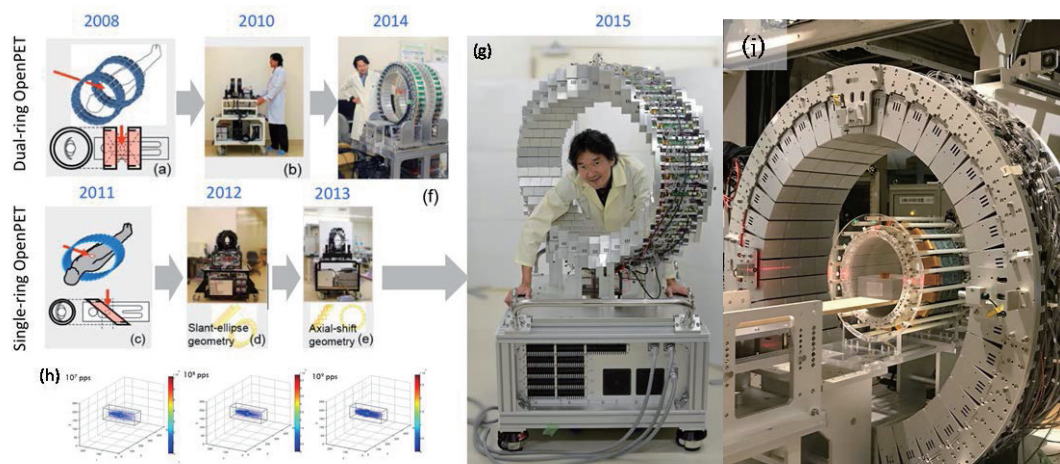 2008
2010
2014
2015
Dual-ring OpenPET
(a)
(b)
(f)
(g)
(i)
2011
2012
2013
Single-ring OpenPET
(c)
Slant-ellipse
geometry
(d)
Axial-shift
geometry
(e)
(h)
10⁷ pps
10⁸ pps
10⁹ pps